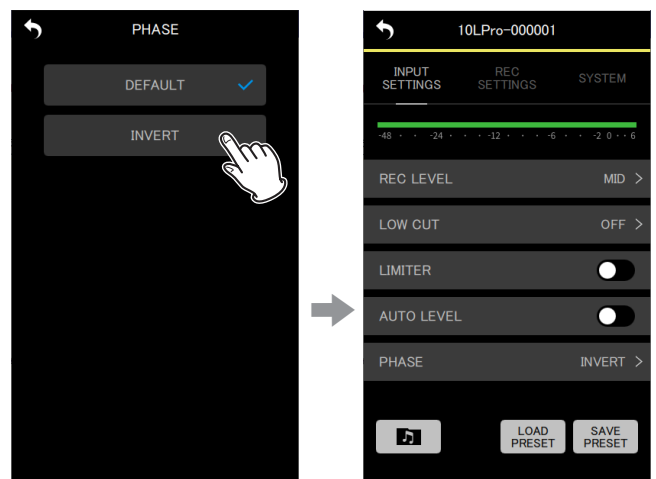 PHASE
DEFAULT
INVERT
10LPro-000001
INPUT SETTINGS
REC SETTINGS
SYSTEM
-48 · · -24 · · · -12 · · · -6 · · -2 0 · · 6
REC LEVEL MID >
LOW CUT OFF >
LIMITER
AUTO LEVEL
PHASE INVERT >
LOAD PRESET
SAVE PRESET